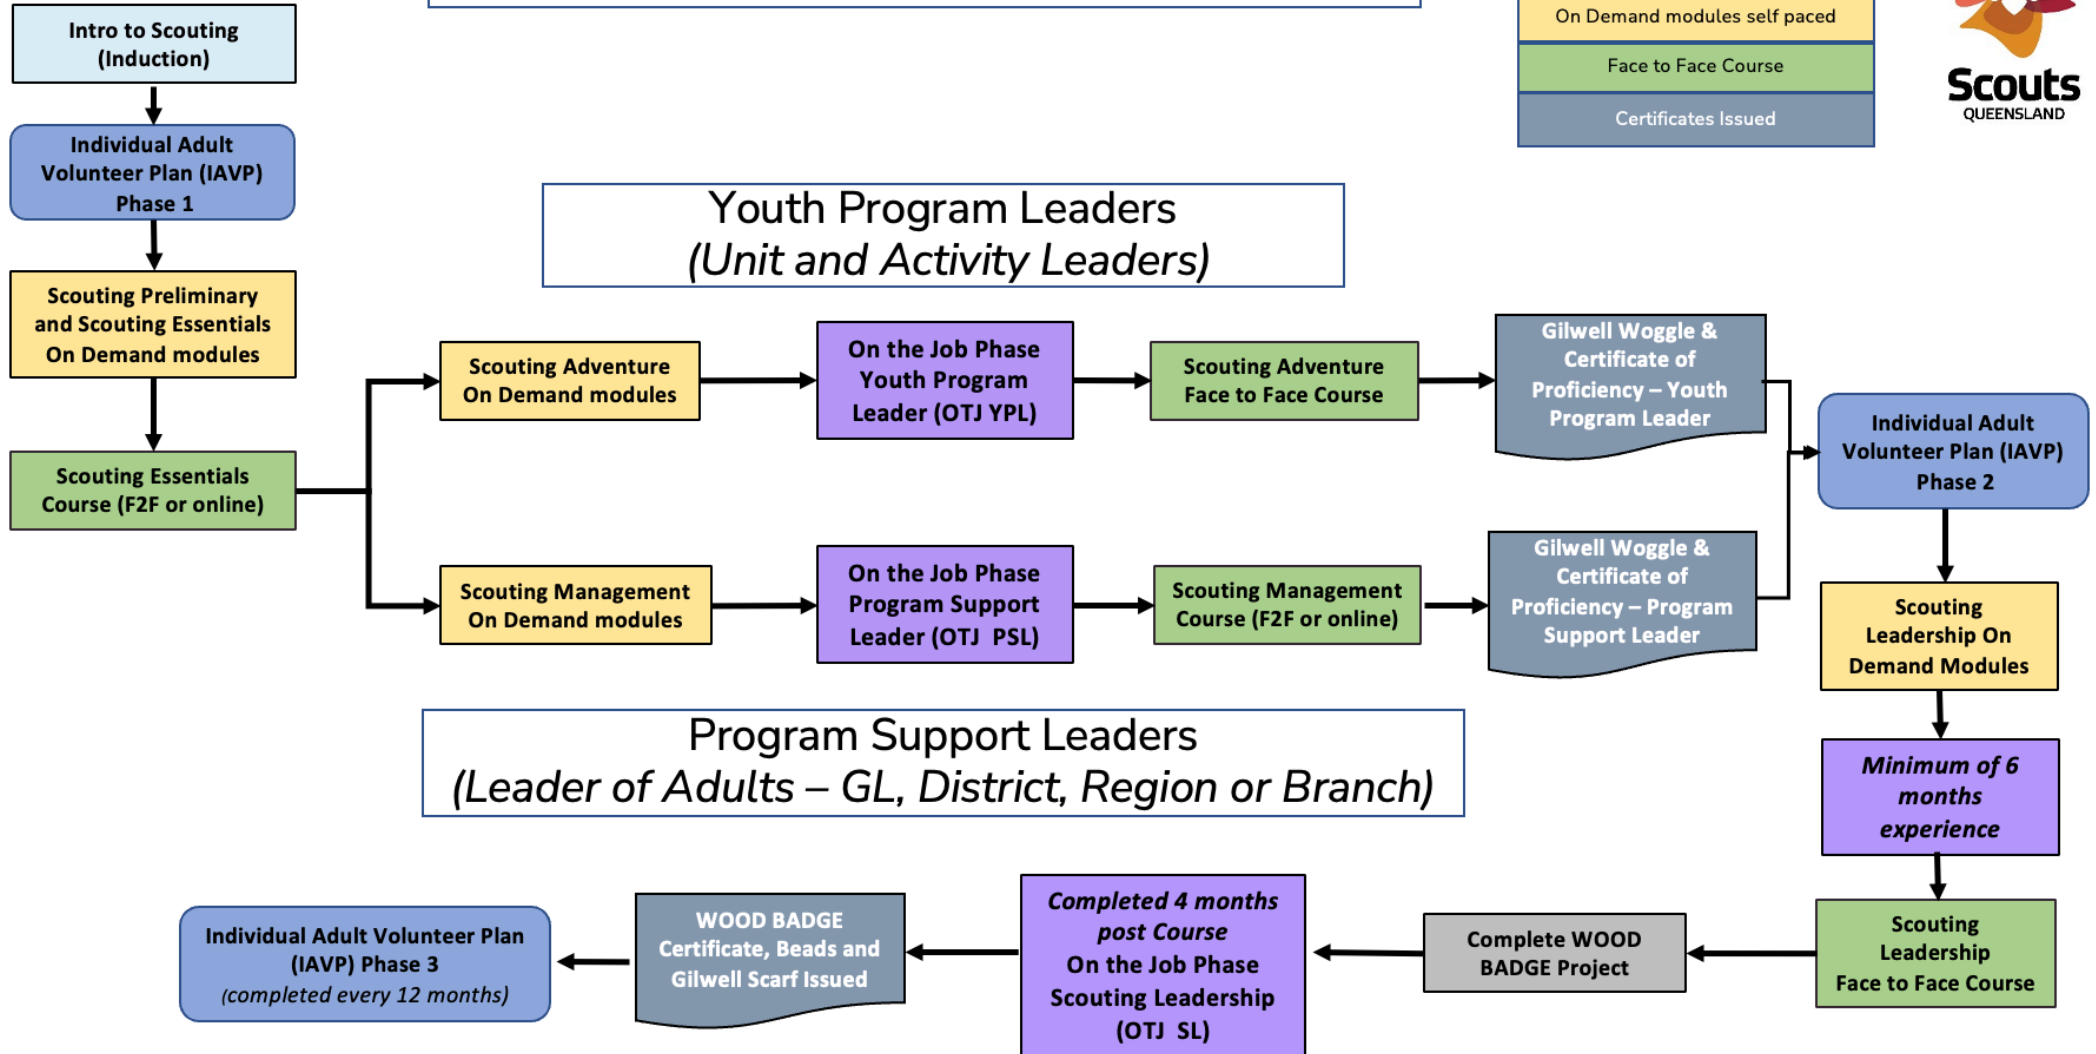 Intro to Scouting
(Induction)
Individual Adult
Volunteer Plan (IAVP)
Phase 1
Scouting Preliminary
and Scouting Essentials
On Demand modules
Scouting Essentials
Course (F2F or online)
On Demand modules self paced
Face to Face Course
Certificates Issued
Scouts
QUEENSLAND
Youth Program Leaders
(Unit and Activity Leaders)
Scouting Adventure
On Demand modules
On the Job Phase
Youth Program
Leader (OTJ YPL)
Scouting Adventure
Face to Face Course
Gilwell Woggle &
Certificate of
Proficiency – Youth
Program Leader
Scouting Management
On Demand modules
On the Job Phase
Program Support
Leader (OTJ  PSL)
Scouting Management
Course (F2F or online)
Gilwell Woggle &
Certificate of
Proficiency – Program
Support Leader
Individual Adult
Volunteer Plan (IAVP)
Phase 2
Scouting
Leadership On
Demand Modules
Minimum of 6
months
experience
Scouting
Leadership
Face to Face Course
Program Support Leaders
(Leader of Adults – GL, District, Region or Branch)
Complete WOOD
BADGE Project
Completed 4 months
post Course
On the Job Phase
Scouting Leadership
(OTJ  SL)
WOOD BADGE
Certificate, Beads and
Gilwell Scarf Issued
Individual Adult Volunteer Plan
(IAVP) Phase 3
(completed every 12 months)